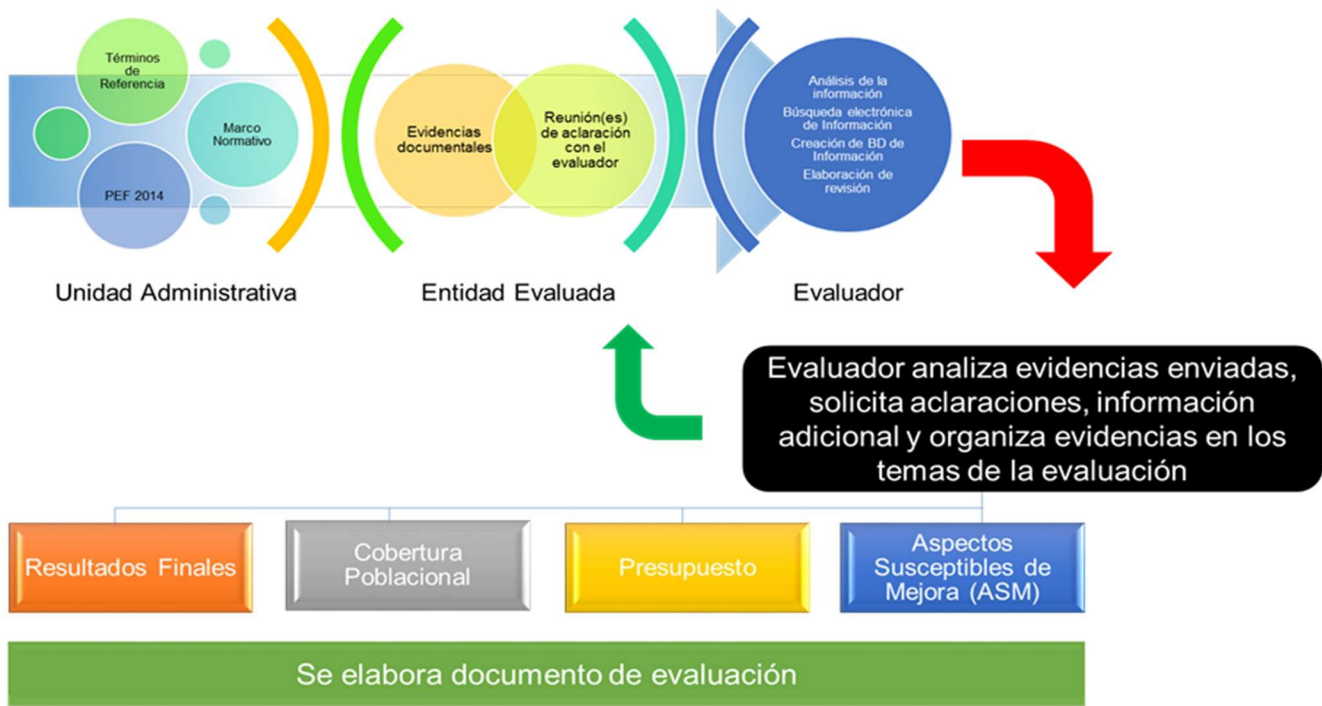 Términos
de
Referencia
Marco
Normativo
PEF 2014
Unidad Administrativa
Evidencias
documentales
Reunión(es)
de aclaración
con el
evaluador
Entidad Evaluada
Análisis de la
información
Búsqueda electrónica
de Información
Creación de BD de
Información
Elaboración de
revisión
Evaluador
Evaluador analiza evidencias enviadas,
solicita aclaraciones, información
adicional y organiza evidencias en los
temas de la evaluación
Resultados Finales
Cobertura
Poblacional
Presupuesto
Aspectos
Susceptibles de
Mejora (ASM)
Se elabora documento de evaluación